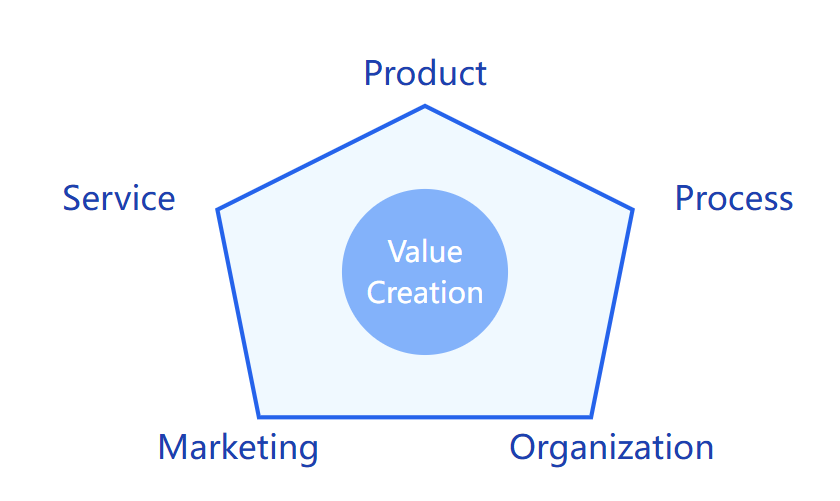 Product
Service
Process
Value
Creation
Marketing
Organization